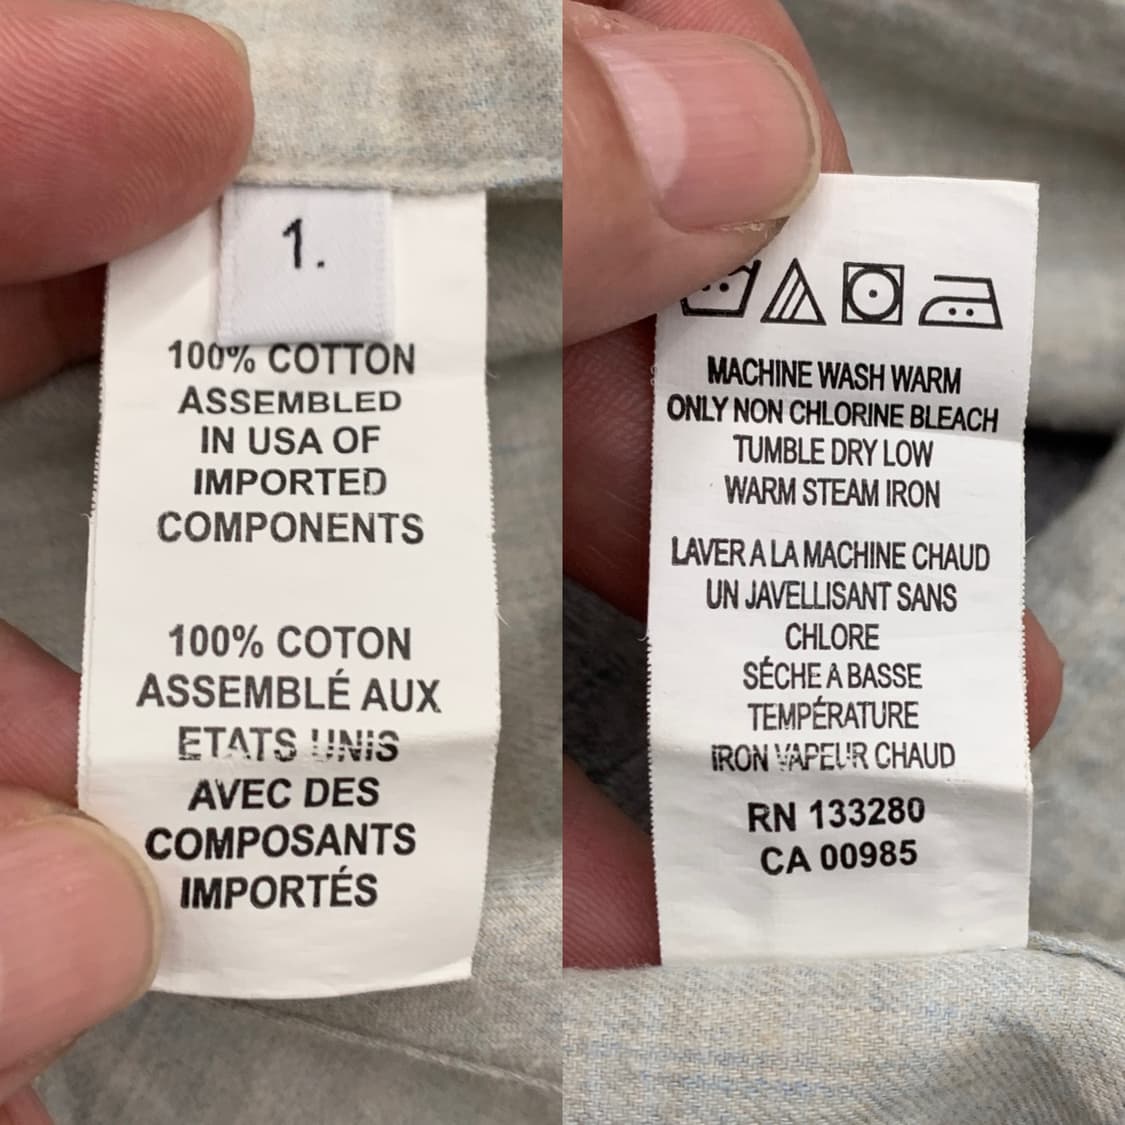 1.
100% COTTON
ASSEMBLED
IN USA OF
IMPORTED
COMPONENTS
100% COTON
ASSEMBLÉ AUX
ETATS UNIS
AVEC DES
COMPOSANTS
IMPORTÉS
MACHINE WASH WARM
ONLY NON CHLORINE BLEACH
TUMBLE DRY LOW
WARM STEAM IRON
LAVER A LA MACHINE CHAUD
UN JAVELLISANT SANS
CHLORE
SÉCHE A BASSE
TEMPÉRATURE
IRON VAPEUR CHAUD
RN 133280
CA 00985